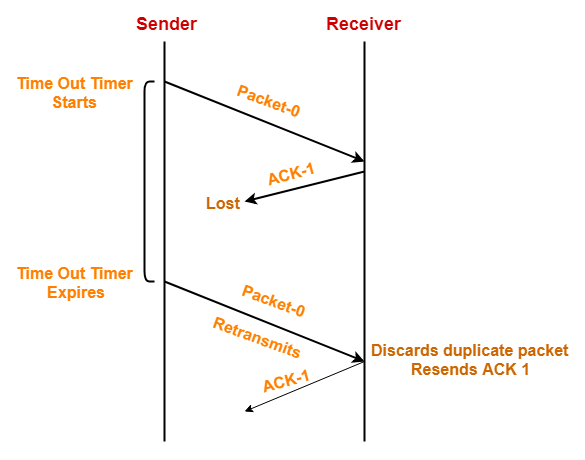 Sender
Receiver
Time Out Timer
Starts
Packet-0
ACK-1
Lost
Time Out Timer
Expires
Packet-0
Retransmits
Discards duplicate packet
Resends ACK 1
ACK-1